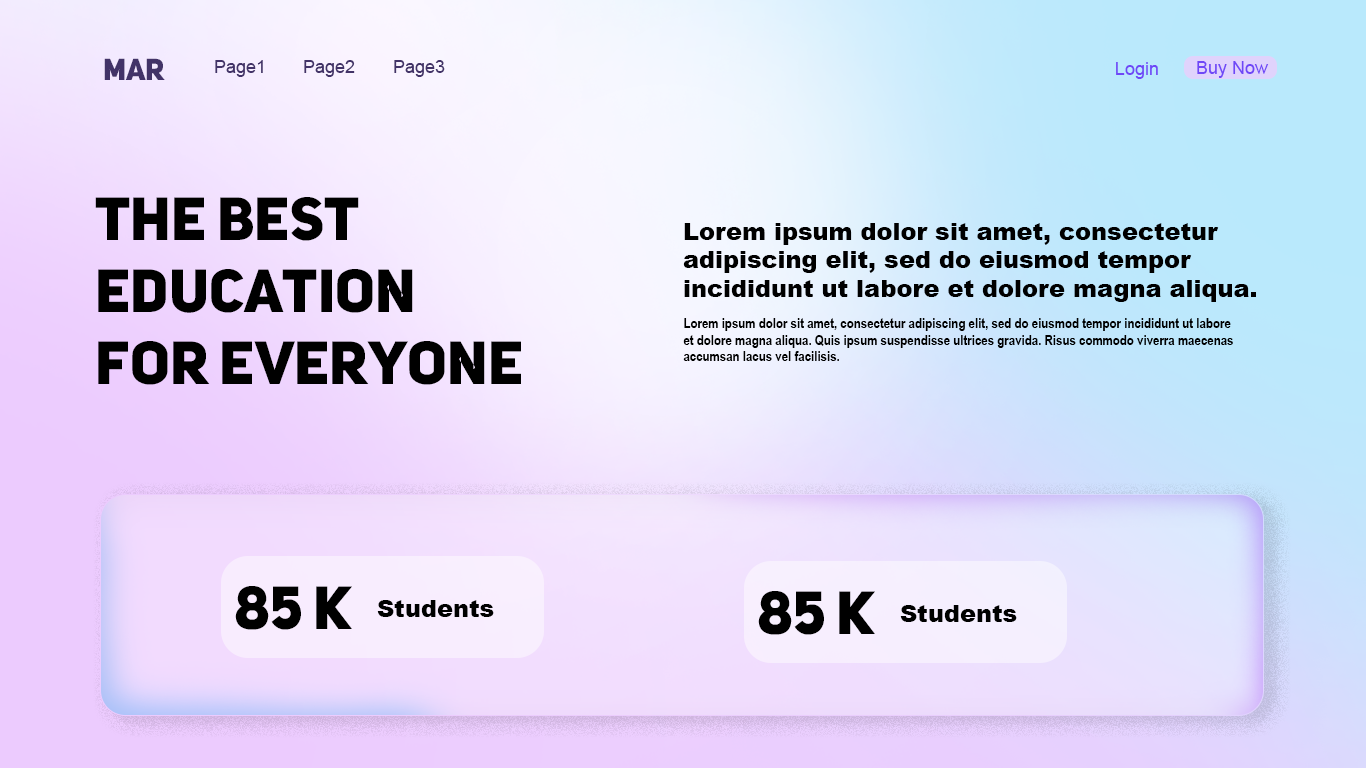 MAR
Page1
Page2
Page3
Login
Buy Now
THE BEST
EDUCATION
FOR EVERYONE
Lorem ipsum dolor sit amet, consectetur
adipiscing elit, sed do eiusmod tempor
incididunt ut labore et dolore magna aliqua.
Lorem ipsum dolor sit amet, consectetur adipiscing elit, sed do eiusmod tempor incididunt ut labore
et dolore magna aliqua. Quis ipsum suspendisse ultrices gravida. Risus commodo viverra maecenas
accumsan lacus vel facilisis.
85 K Students
85 K Students